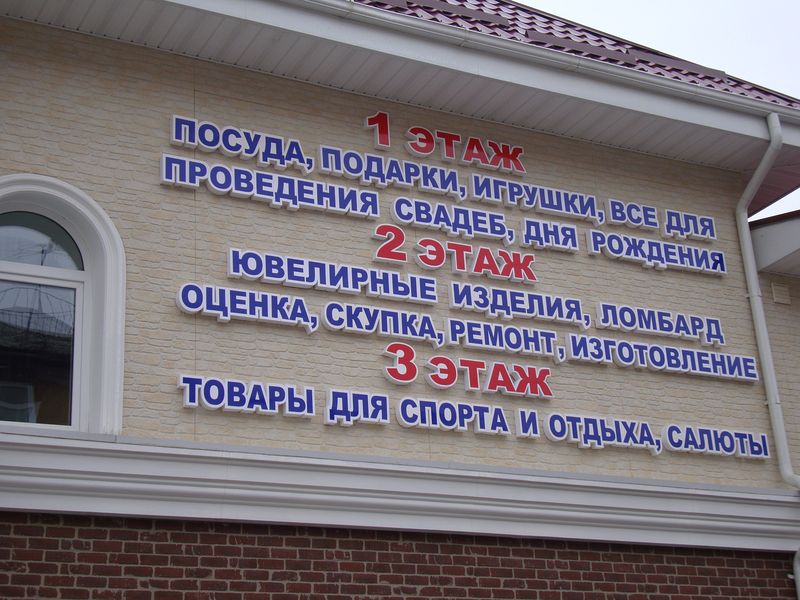 1 ЭТАЖ
ПОСУДА, ПОДАРКИ, ИГРУШКИ, ВСЕ ДЛЯ
ПРОВЕДЕНИЯ СВАДЕБ, ДНЯ РОЖДЕНИЯ
2 ЭТАЖ
ЮВЕЛИРНЫЕ ИЗДЕЛИЯ, ЛОМБАРД
ОЦЕНКА, СКУПКА, РЕМОНТ, ИЗГОТОВЛЕНИЕ
3 ЭТАЖ
ТОВАРЫ ДЛЯ СПОРТА И ОТДЫХА, САЛЮТЫ